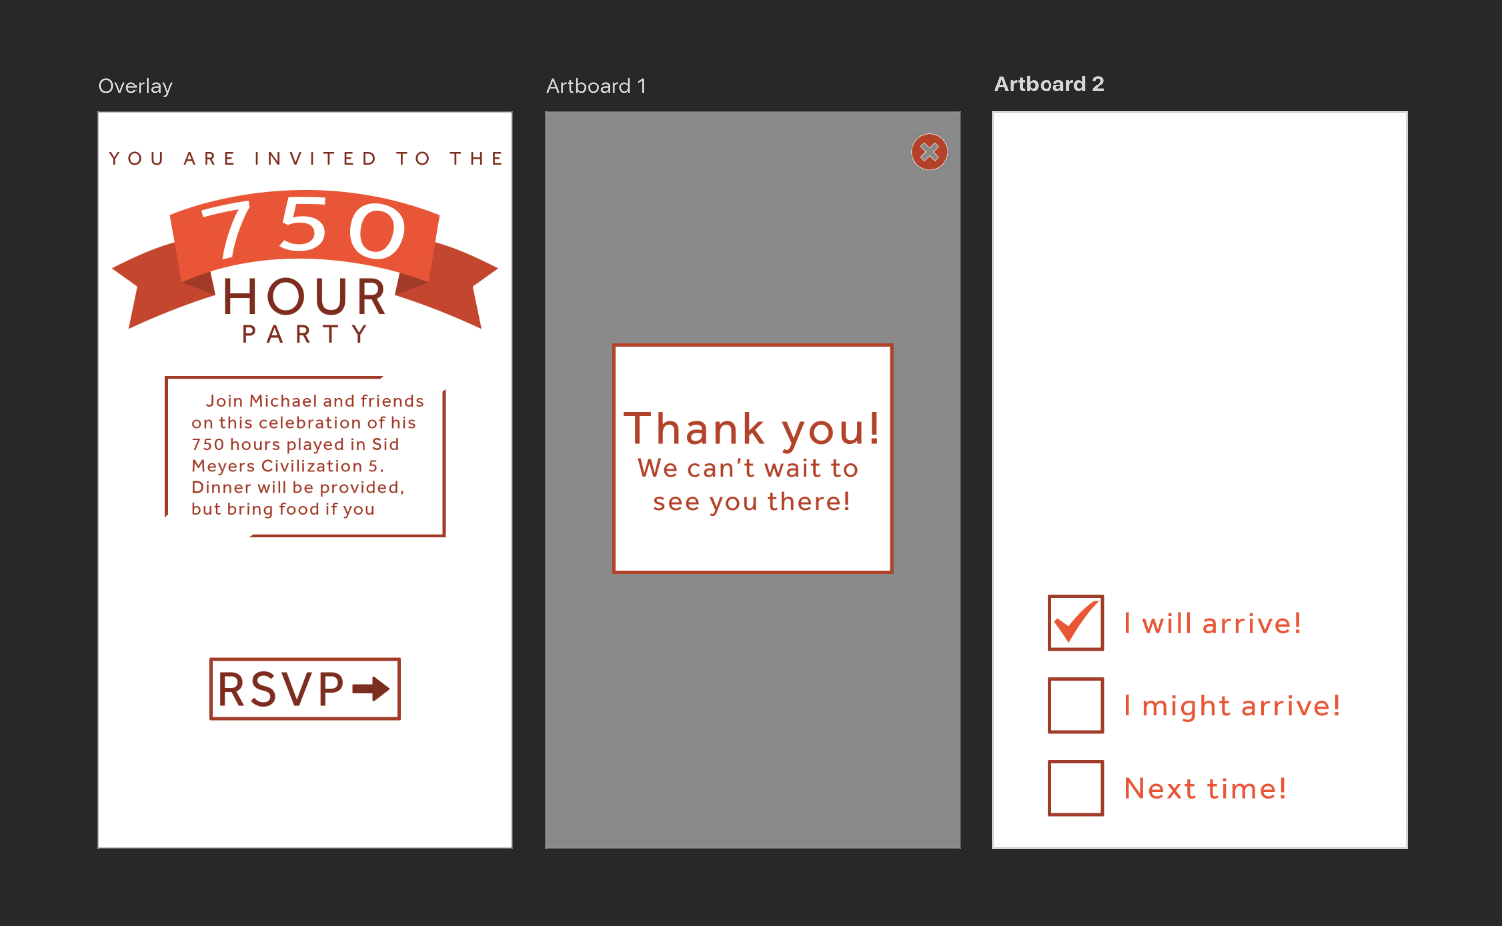 Overlay
YOU ARE INVITED TO THE
750
HOUR
PARTY
Join Michael and friends
on this celebration of his
750 hours played in Sid
Meyers Civilization 5.
Dinner will be provided,
but bring food if you
RSVP
Artboard 1
Thank you!
We can't wait to
see you there!
Artboard 2
I will arrive!
I might arrive!
Next time!